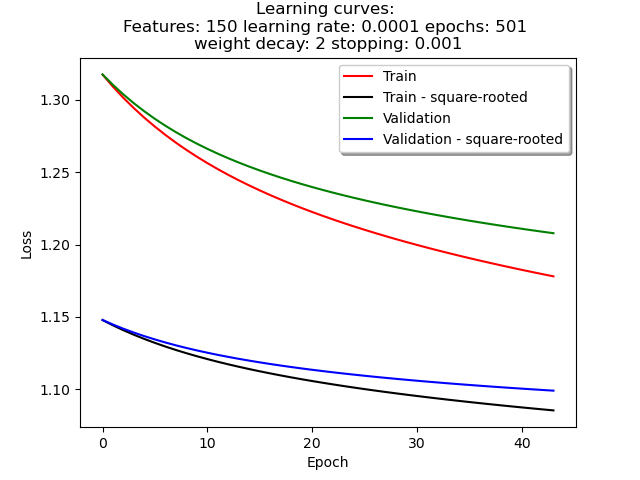 Learning curves:
Features: 150 learning rate: 0.0001 epochs: 501
weight decay: 2 stopping: 0.001
Train
Train - square-rooted
Validation
Validation - square-rooted
1.30
1.25
1.20
1.15
1.10
Loss
0 10 20 30 40
Epoch